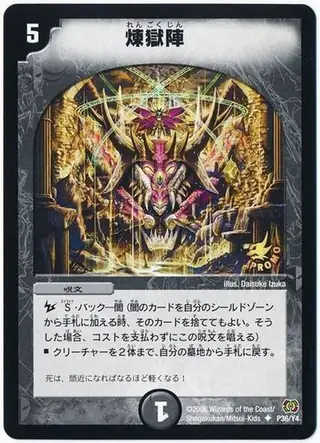 れんごくじん
5
煉獄陣
PROMO
illus. Daisuke Izuka
呪文
S・バック―闇(闇のカードを自分のシールドゾーン
から手札に加える時、そのカードを捨ててもよい。そう
した場合、コストを支払わずにこの呪文を唱える)
■ クリーチャーを2体まで、自分の墓地から手札に戻す。
死は、間近になればなるほど軽くなる!
1
©2006 Wizards of the Coast/
Shogakukan/Mitsui-Kids P36/Y4